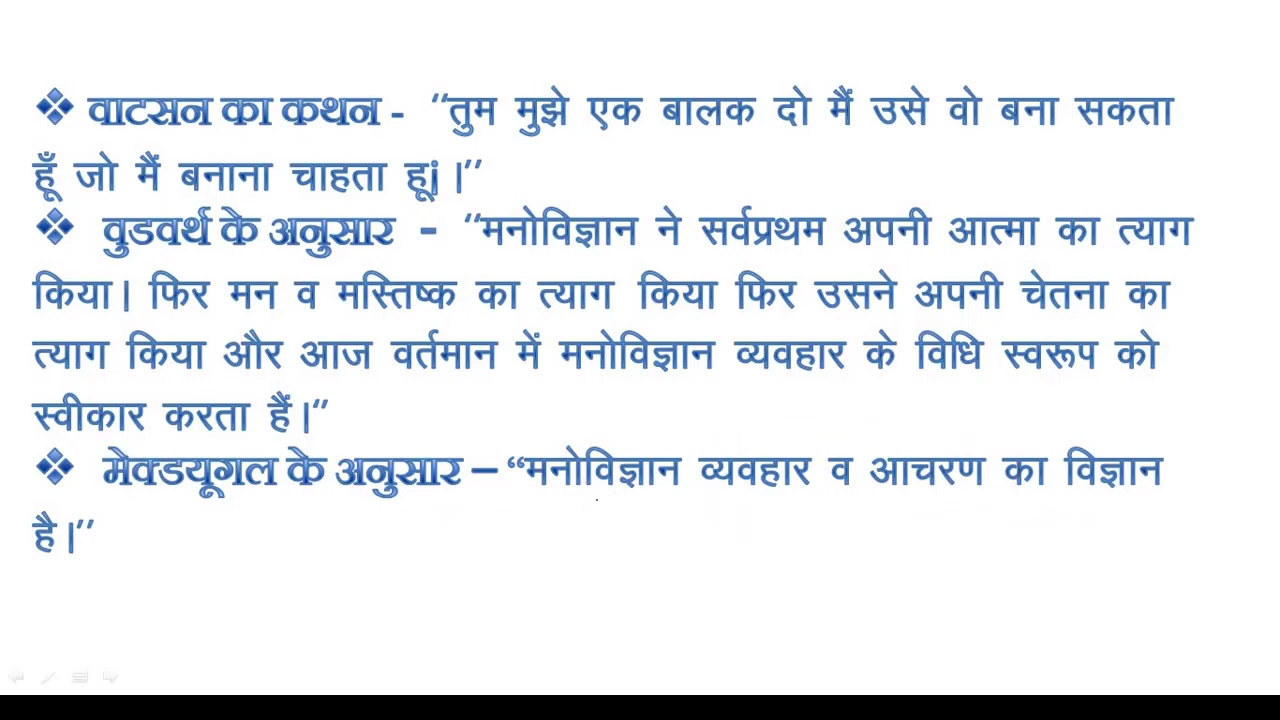 ❖ वाटसन का कथन - ‘‘तुम मुझे एक बालक दो मैं उसे वो बना सकता
हूँ जो मैं बनाना चाहता हूj |’’
❖ वुडवर्थ के अनुसार - ‘‘मनोविज्ञान ने सर्वप्रथम अपनी आत्मा का त्याग
किया| फिर मन व मस्तिष्क का त्याग किया फिर उसने अपनी चेतना का
त्याग किया और आज वर्तमान में मनोविज्ञान व्यवहार के विधि स्वरूप को
स्वीकार करता हैं|’’
❖ मेक्डयूगल के अनुसार – “मनोविज्ञान व्यवहार व आचरण का विज्ञान
है|’’